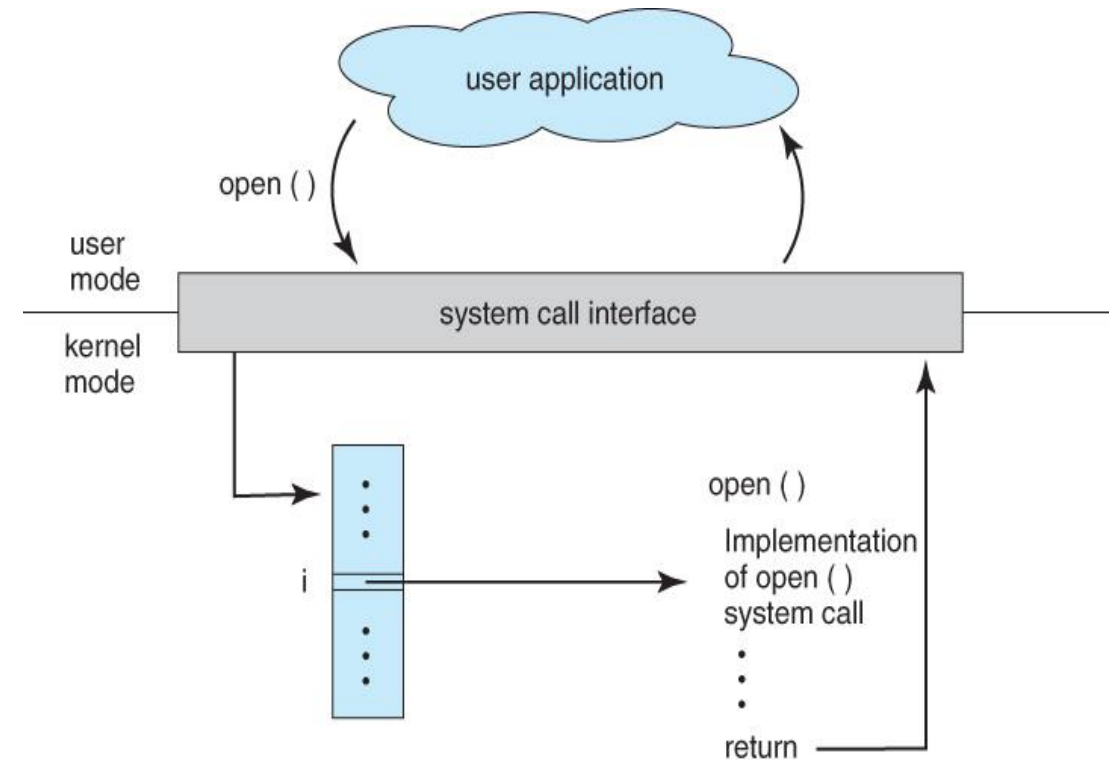 user application
open ( )
user
mode
system call interface
kernel
mode
open ( )
Implementation
of open ( )
system call
i
return